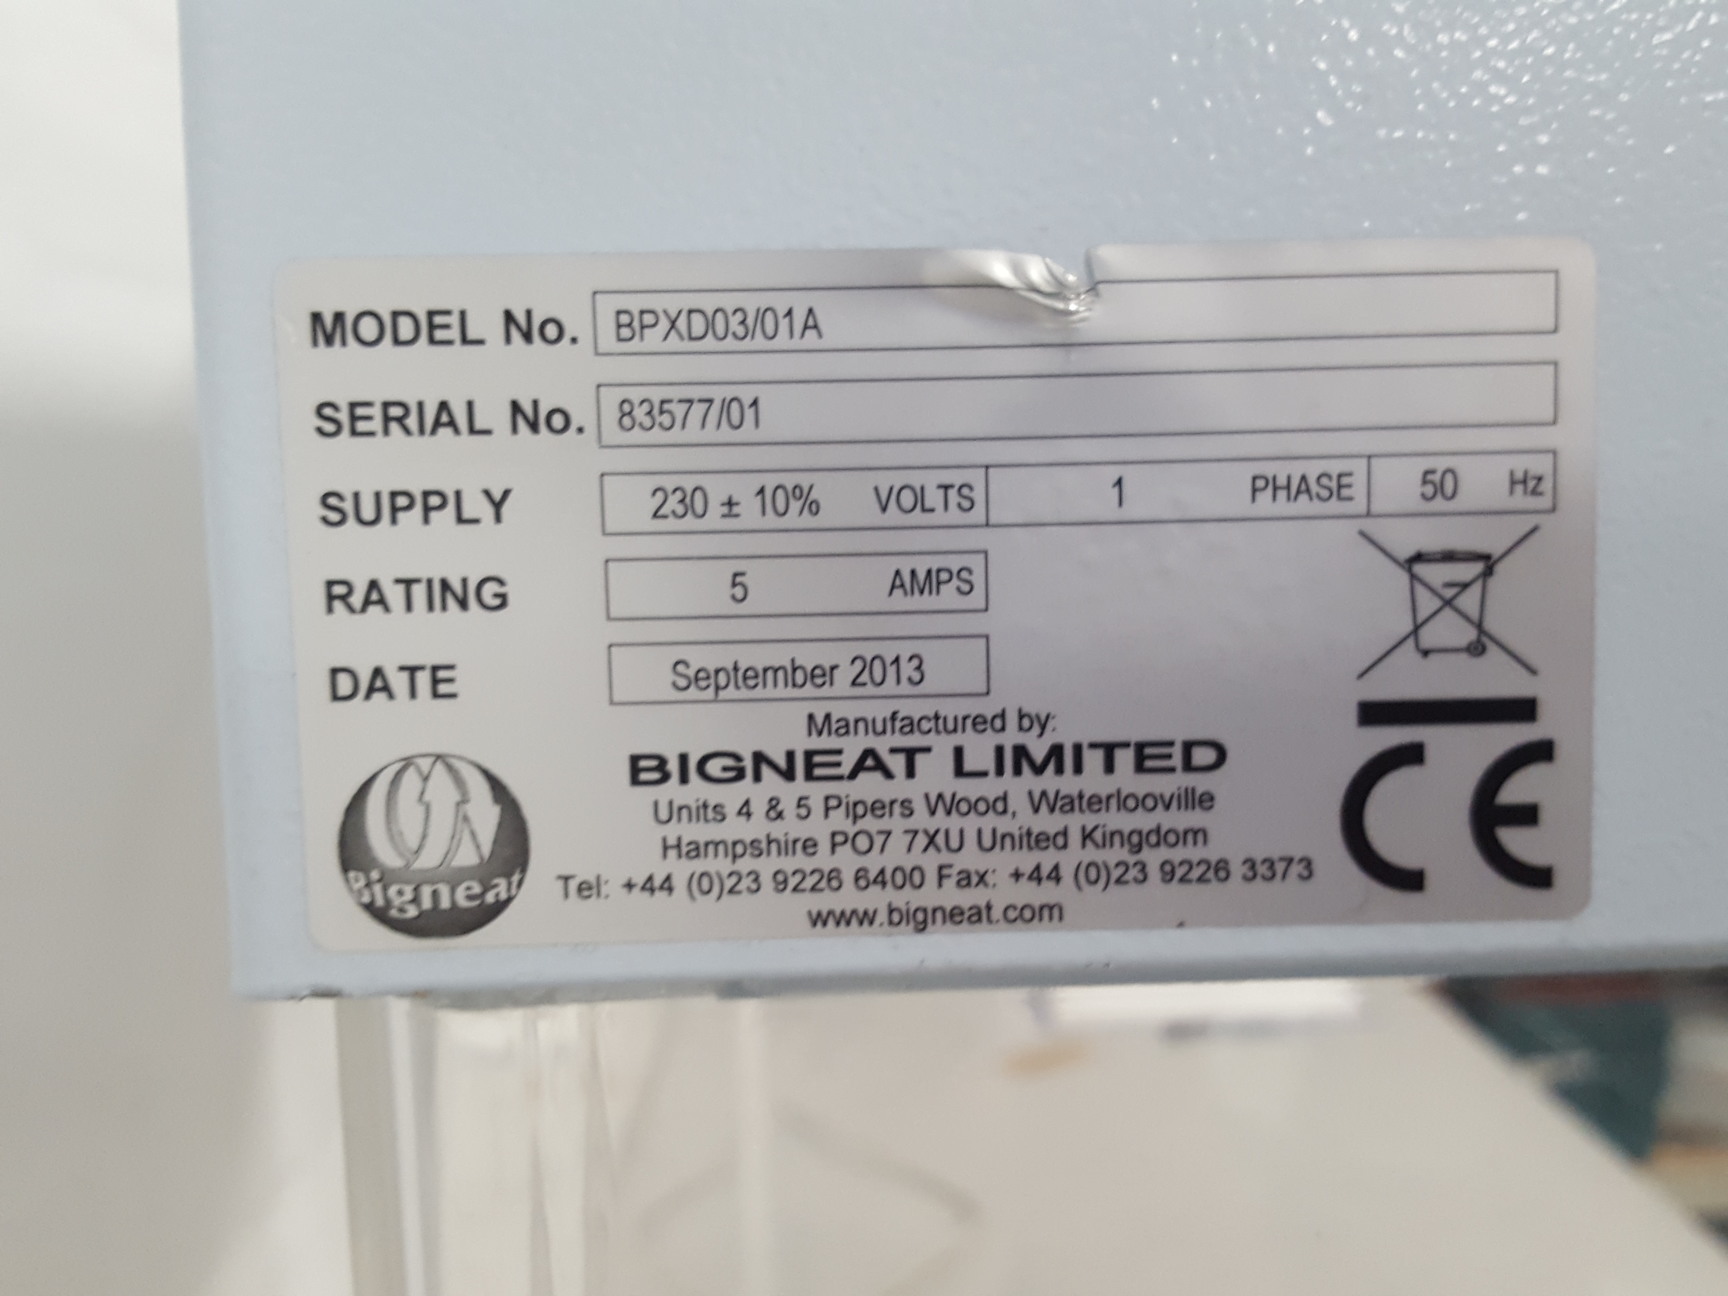 MODEL No. BPXD03/01A
SERIAL No. 83577/01
SUPPLY 230 ± 10% VOLTS 1 PHASE 50 Hz
RATING 5 AMPS
DATE September 2013
Manufactured by:
BIGNEAT LIMITED
Units 4 & 5 Pipers Wood, Waterlooville
Hampshire PO7 7XU United Kingdom
Tel: +44 (0)23 9226 6400 Fax: +44 (0)23 9226 3373
www.bigneat.com
Bigneat
CE